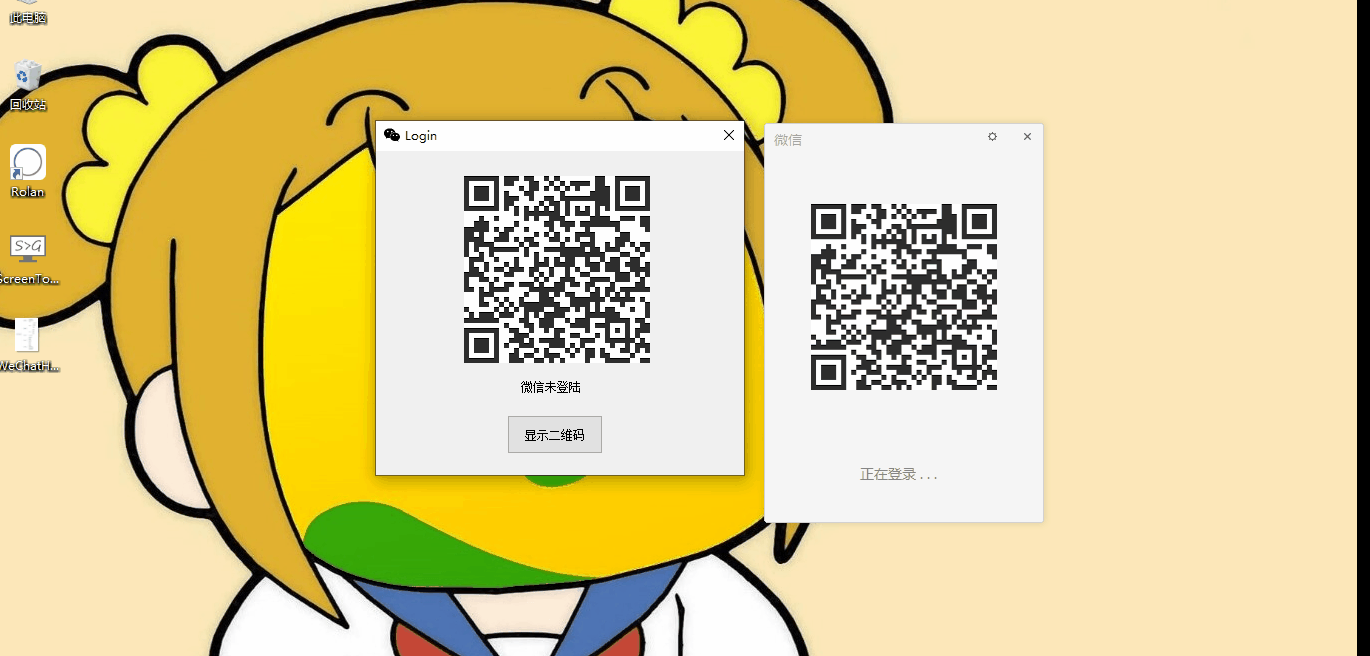 此电脑
回收站
Rolan
S>G
ScreenTo...
WeChatH...
Login
微信未登陆
显示二维码
微信
正在登录 . . .